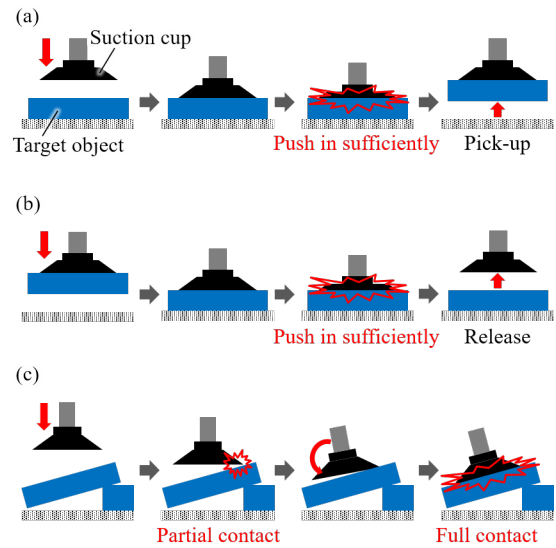 (a)
Suction cup
Target object
Push in sufficiently
Pick-up
(b)
Push in sufficiently
Release
(c)
Partial contact
Full contact